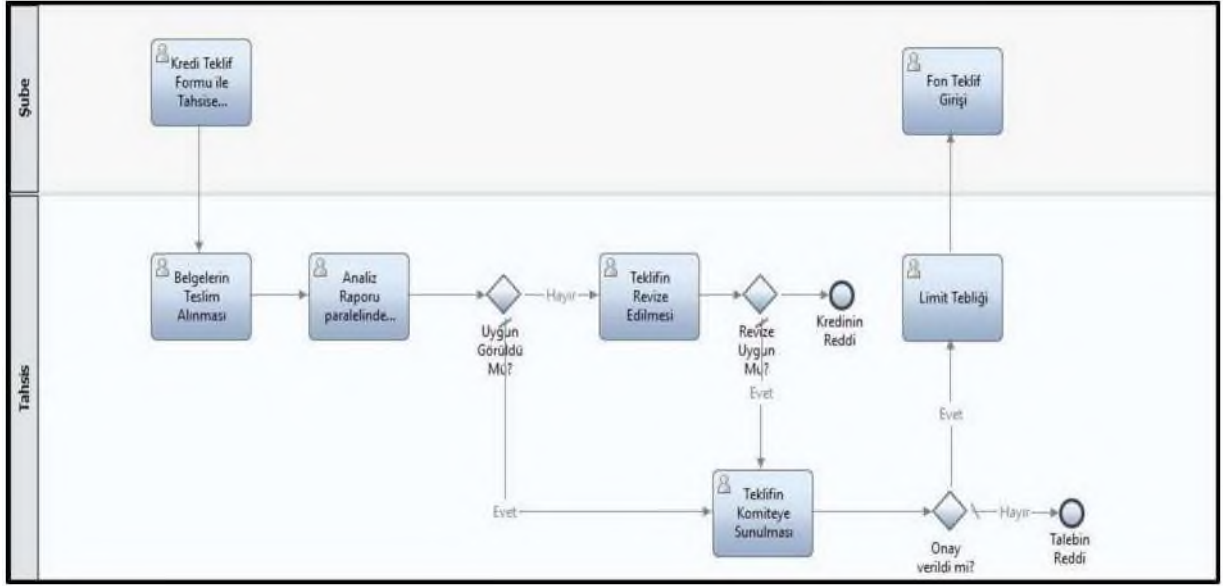 Şube
Kredi Teklif
Formu ile
Tahsise...
Fon Teklif
Girişi
Tahsis
Belgelerin
Teslim
Alınması
Analiz
Raporu
paralelinde...
Uygun
Görüldü
Mü?
Hayır
Teklifin
Revize
Edilmesi
Revize
Uygun
Mu?
Kredinin
Reddi
Limit Tebliği
Evet
Evet
Evet
Teklifin
Komiteye
Sunulması
Onay
verildi mi?
Hayır
Talebin
Reddi